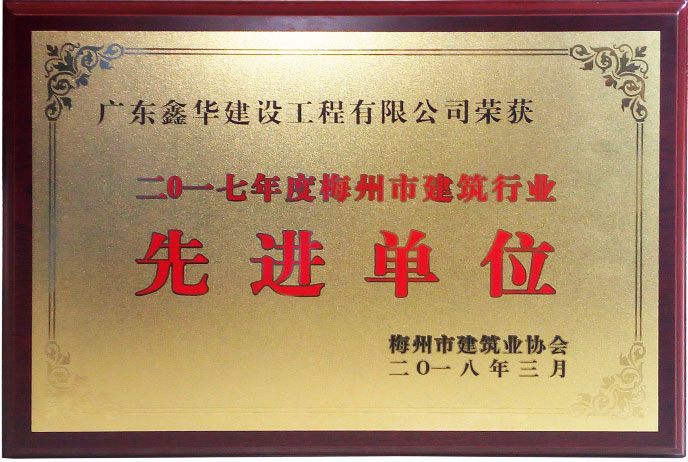 广东鑫华建设工程有限公司荣获
二0一七年度梅州市建筑行业
先进单位
梅州市建筑业协会
二0一八年三月